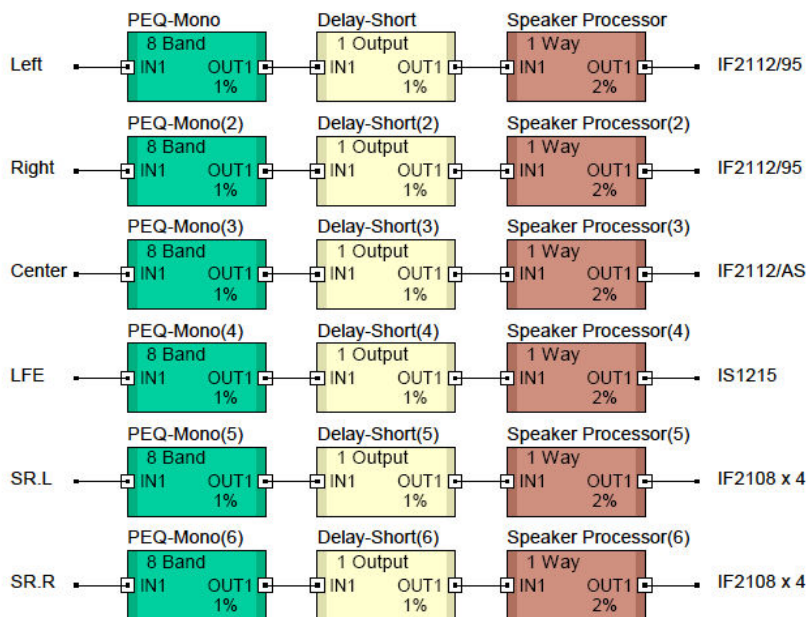 PEQ-Mono Delay-Short Speaker Processor
8 Band 1 Output 1 Way
Left IN1 OUT1 IN1 OUT1 IN1 OUT1 IF2112/95
1% 1% 2%
PEQ-Mono(2) Delay-Short(2) Speaker Processor(2)
8 Band 1 Output 1 Way
Right IN1 OUT1 IN1 OUT1 IN1 OUT1 IF2112/95
1% 1% 2%
PEQ-Mono(3) Delay-Short(3) Speaker Processor(3)
8 Band 1 Output 1 Way
Center IN1 OUT1 IN1 OUT1 IN1 OUT1 IF2112/AS
1% 1% 2%
PEQ-Mono(4) Delay-Short(4) Speaker Processor(4)
8 Band 1 Output 1 Way
LFE IN1 OUT1 IN1 OUT1 IN1 OUT1 IS1215
1% 1% 2%
PEQ-Mono(5) Delay-Short(5) Speaker Processor(5)
8 Band 1 Output 1 Way
SR.L IN1 OUT1 IN1 OUT1 IN1 OUT1 IF2108 x 4
1% 1% 2%
PEQ-Mono(6) Delay-Short(6) Speaker Processor(6)
8 Band 1 Output 1 Way
SR.R IN1 OUT1 IN1 OUT1 IN1 OUT1 IF2108 x 4
1% 1% 2%